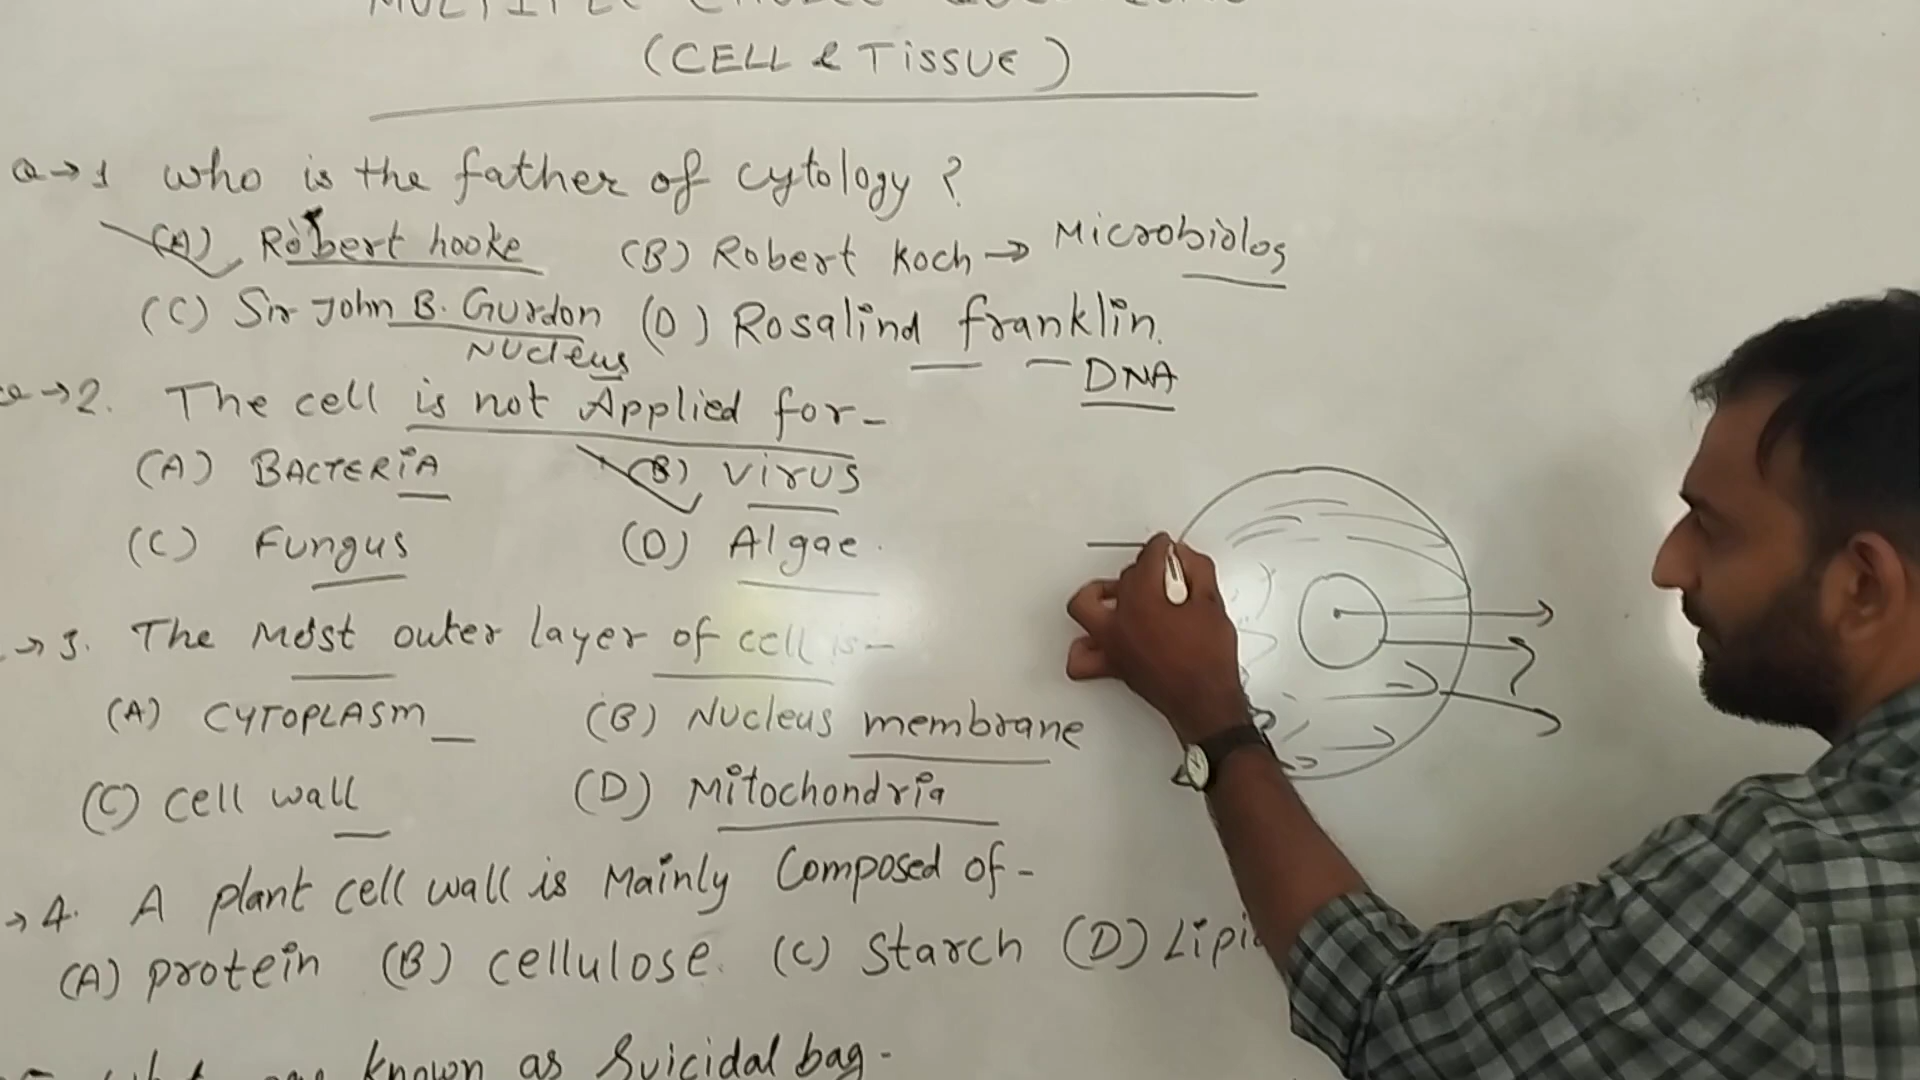 MULTIPLE CHOICE QUESTIONS
(CELL & TISSUE)
Q→1 who is the father of cytology?
(A) Robert hooke (B) Robert Koch → Microbiolog
(C) Sir John B. Gurdon (D) Rosalind franklin.
Nucleus
DNA
Q→2. The cell is not Applied for-
(A) BACTERiA (B) Virus
(C) Fungus (D) Algae.
→3. The Most outer layer of cell is-
(A) CYTOPLASM (B) Nucleus membrane
(C) cell wall (D) Mitochondria
→4. A plant cell wall is Mainly Composed of-
(A) protein (B) cellulose. (C) Starch (D) Lipi
known as Suicidal bag-